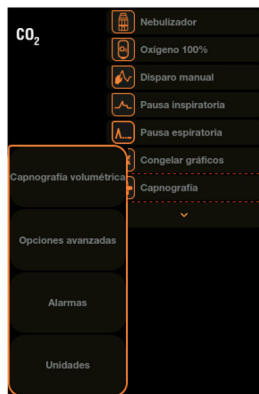 CO2
Nebulizador
Oxígeno 100%
Disparo manual
Pausa inspiratoria
Pausa espiratoria
Congelar gráficos
Capnografía
Capnografía volumétrica
Opciones avanzadas
Alarmas
Unidades